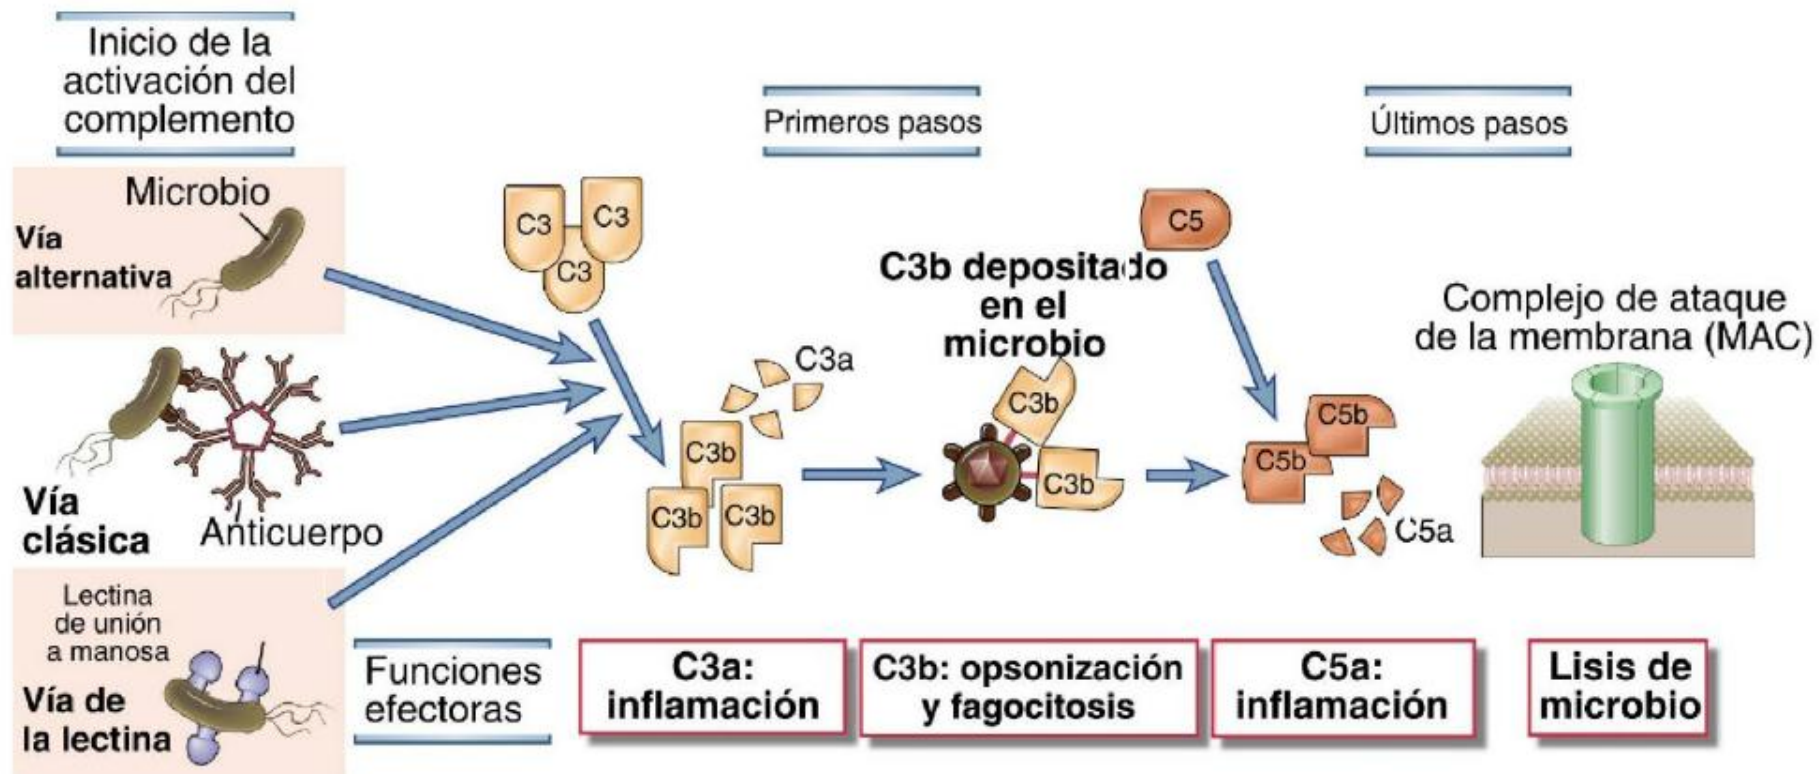 Inicio de la
activación del
complemento
Primeros pasos
Últimos pasos
Microbio
Vía
alternativa
C3
C3
C3
C3a
C3b
C3b
C3b
C3b depositado
en el
microbio
C3b
C3b
C5
C5b
C5b
C5a
Complejo de ataque
de la membrana (MAC)
Vía
clásica
Anticuerpo
Lectina
de unión
a manosa
Vía de
la lectina
Funciones
efectoras
C3a:
inflamación
C3b: opsonización
y fagocitosis
C5a:
inflamación
Lisis de
microbio